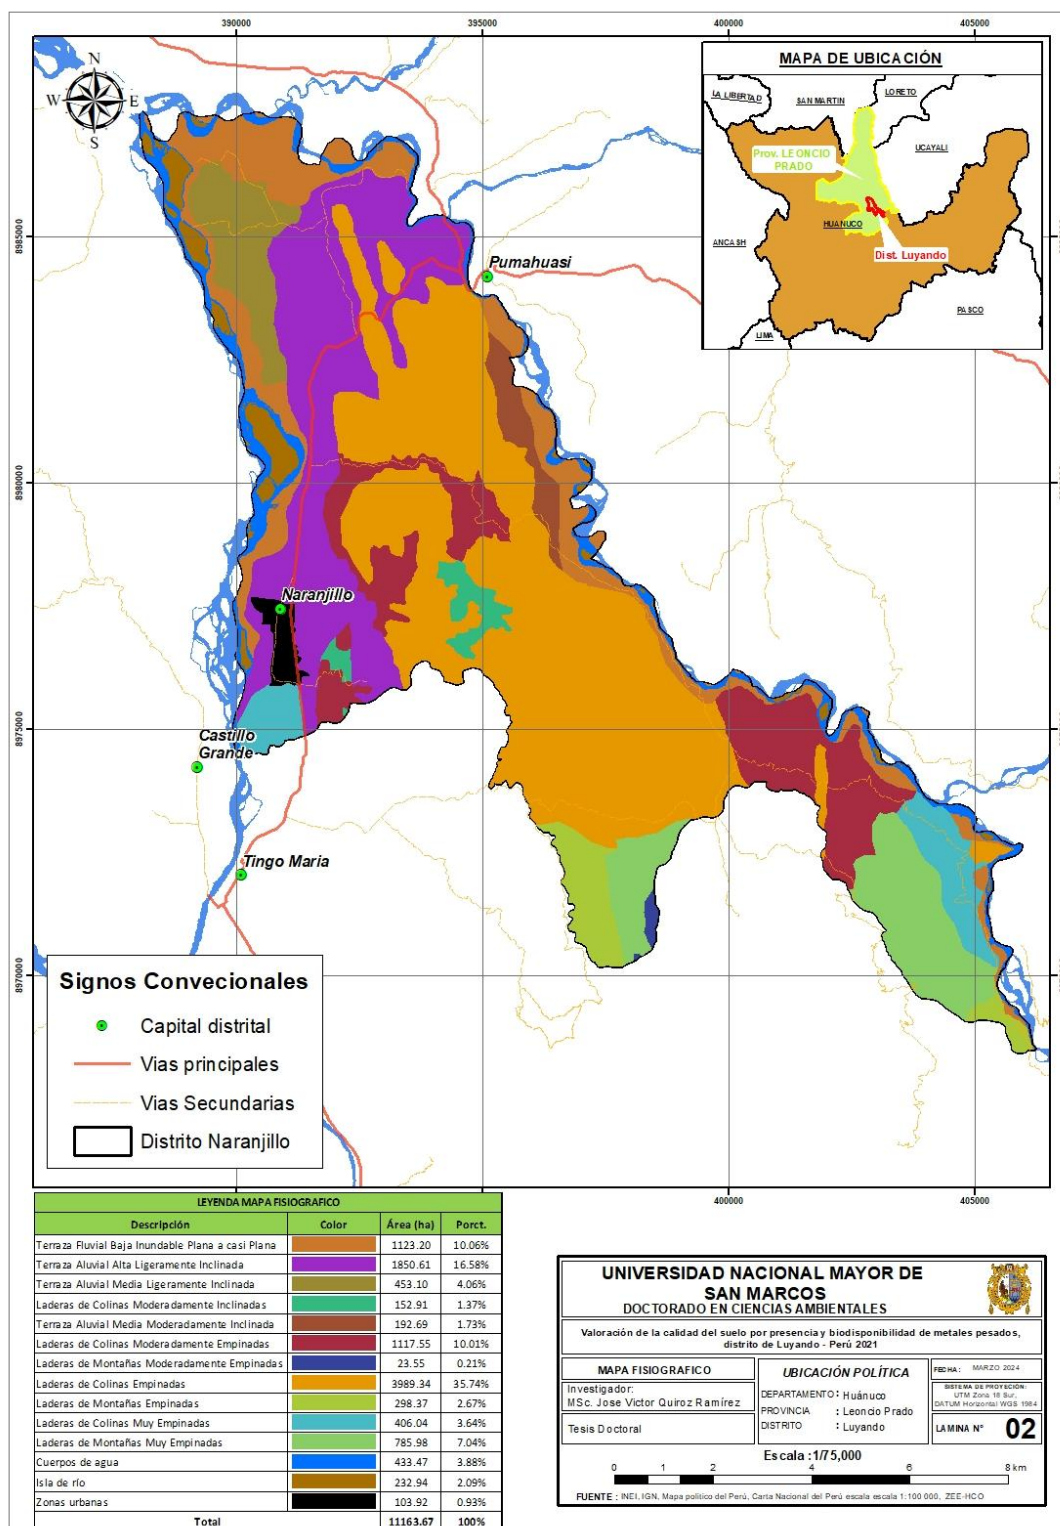 390000
395000
400000
405000
N
W
E
S
MAPA DE UBICACIÓN
LA LIBERTAD
SAN MARTIN
LORETO
UCAYALI
Prov. LEONCIO
PRADO
HUANUCO
ANCASH
Dist. Luyando
PASCO
LIMA
8985000
Pumahuasi
8980000
Naranjillo
8975000
Castillo
Grande
Tingo Maria
8970000
Signos Convecionales
Capital distrital
Vias principales
Vias Secundarias
Distrito Naranjillo
390000
395000
400000
405000
LEYENDA MAPA FISIOGRAFICO
Descripción Color Área (ha) Porct.
Terraza Fluvial Baja Inundable Plana a casi Plana 1123.20 10.06%
Terraza Aluvial Alta Ligeramente Inclinada 1850.61 16.58%
Terraza Aluvial Media Ligeramente Inclinada 453.10 4.06%
Laderas de Colinas Moderadamente Inclinadas 152.91 1.37%
Terraza Aluvial Media Moderadamente Inclinada 192.69 1.73%
Laderas de Colinas Moderadamente Empinadas 1117.55 10.01%
Laderas de Montañas Moderadamente Empinadas 23.55 0.21%
Laderas de Colinas Empinadas 3989.34 35.74%
Laderas de Montañas Empinadas 298.37 2.67%
Laderas de Colinas Muy Empinadas 406.04 3.64%
Laderas de Montañas Muy Empinadas 785.98 7.04%
Cuerpos de agua 433.47 3.88%
Isla de río 232.94 2.09%
Zonas urbanas 103.92 0.93%
Total 11163.67 100%
UNIVERSIDAD NACIONAL MAYOR DE
SAN MARCOS
DOCTORADO EN CIENCIAS AMBIENTALES
Valoración de la calidad del suelo por presencia y biodisponibilidad de metales pesados,
distrito de Luyando - Perú 2021
MAPA FISIOGRAFICO
Investigador:
MSc. Jose Victor Quiroz Ramírez
Tesis Doctoral
UBICACIÓN POLÍTICA
DEPARTAMENTO : Huánuco
PROVINCIA : Leoncio Prado
DISTRITO : Luyando
FECHA : MARZO 2024
SISTEMA DE PROYECIÓN:
UTM Zona 18 Sur,
DATUM Horizontal WGS 1984
LAMINA N° 02
Escala :1/75,000
0 1 2 4 6 8 km
FUENTE : INEI, IGN, Mapa político del Perú, Carta Nacional del Perú escala escala 1:100 000, ZEE-HCO